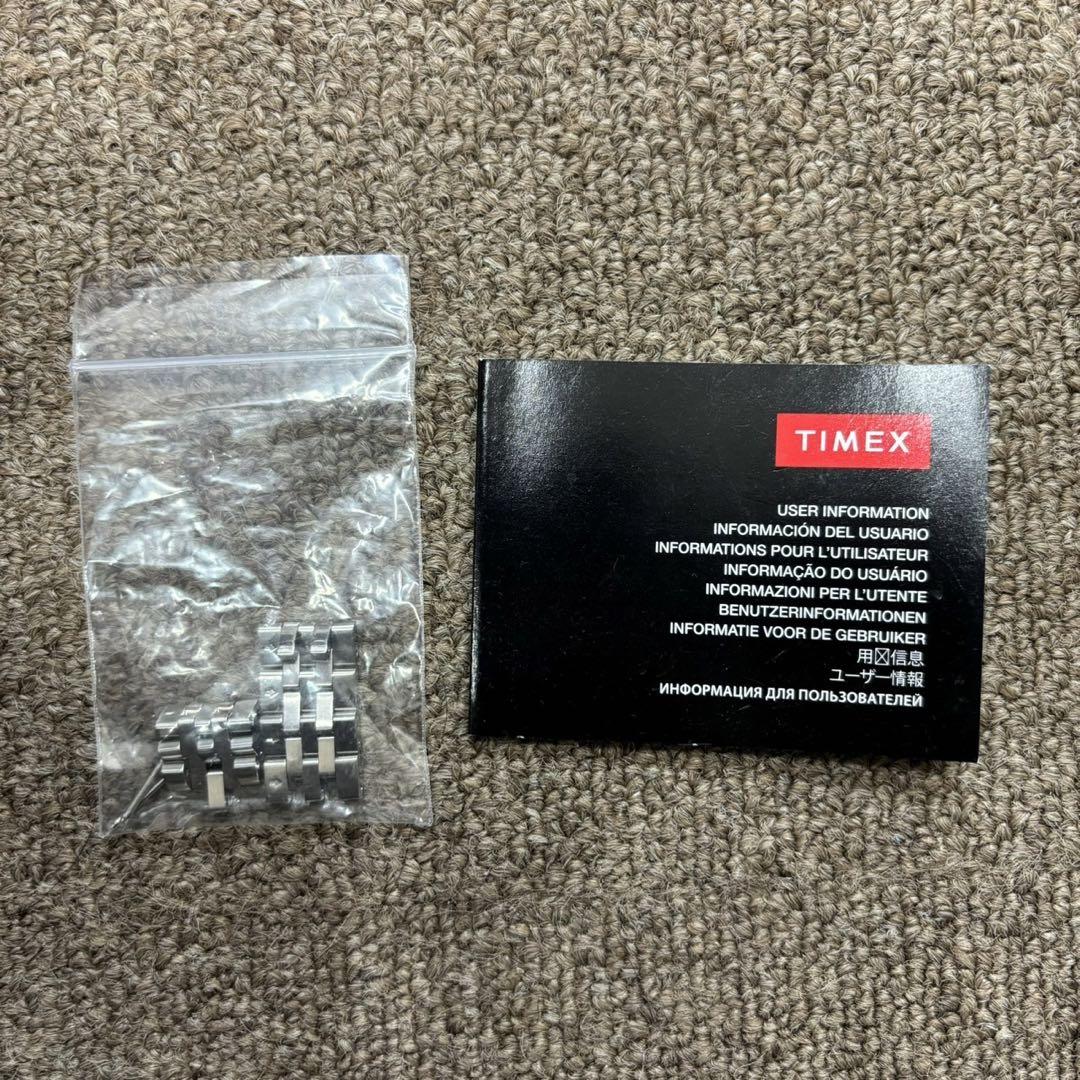 TIMEX
USER INFORMATION
INFORMACIÓN DEL USUARIO
INFORMATIONS POUR L'UTILISATEUR
INFORMAÇÃO DO USUÁRIO
INFORMAZIONI PER L'UTENTE
BENUTZERINFORMATIONEN
INFORMATIE VOOR DE GEBRUIKER
用☒信息
ユーザー情報
ИНФОРМАЦИЯ ДЛЯ ПОЛЬЗОВАТЕЛЕЙ